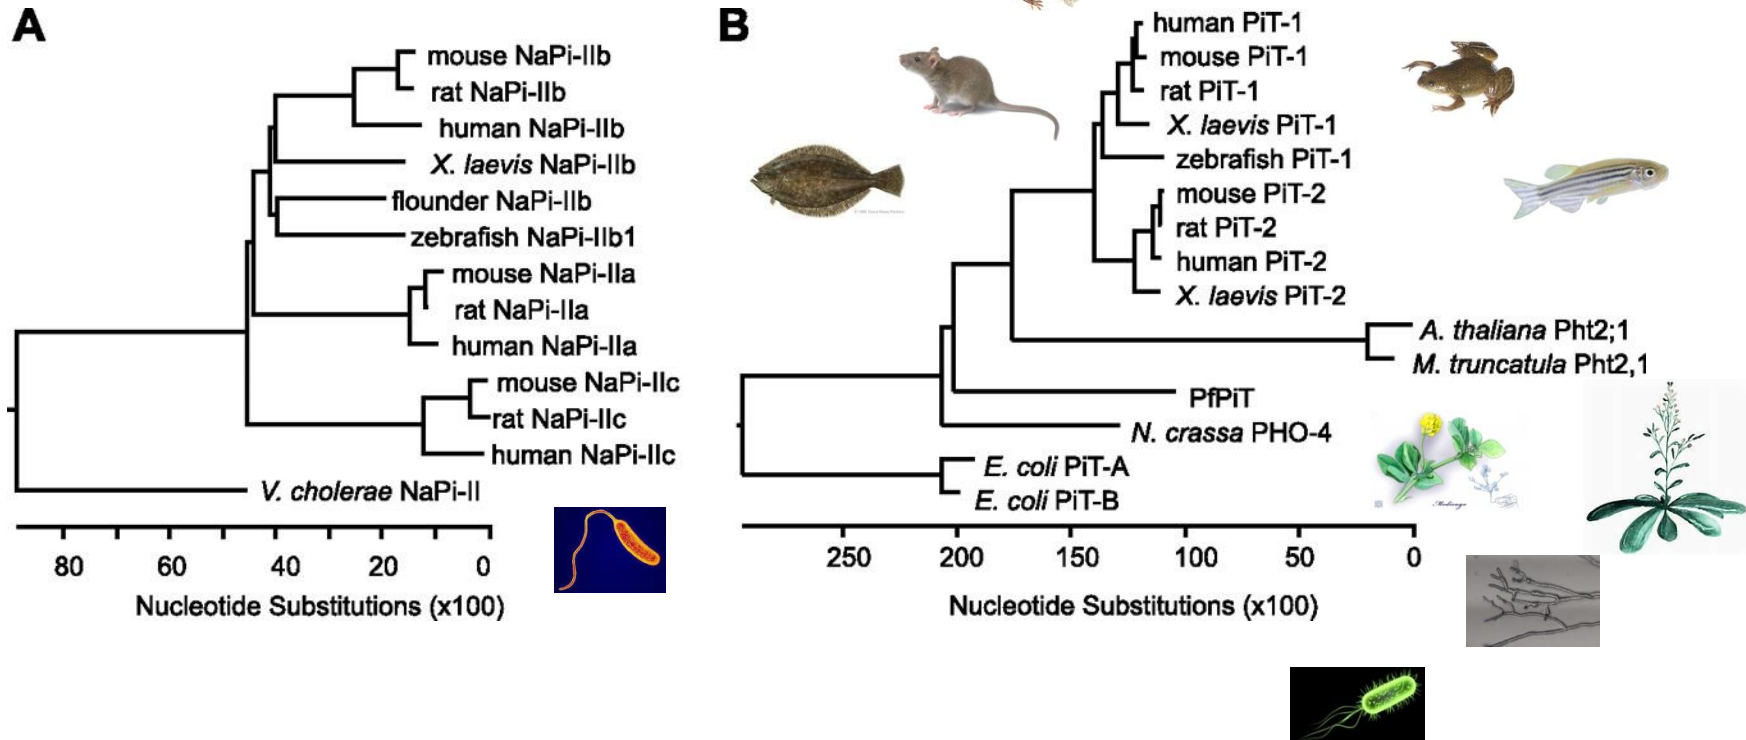 A
mouse NaPi-IIb
rat NaPi-IIb
human NaPi-IIb
X. laevis NaPi-IIb
flounder NaPi-IIb
zebrafish NaPi-IIb1
mouse NaPi-IIa
rat NaPi-IIa
human NaPi-IIa
mouse NaPi-IIc
rat NaPi-IIc
human NaPi-IIc
V. cholerae NaPi-II
80 60 40 20 0
Nucleotide Substitutions (x100)
B
human PiT-1
mouse PiT-1
rat PiT-1
X. laevis PiT-1
zebrafish PiT-1
mouse PiT-2
rat PiT-2
human PiT-2
X. laevis PiT-2
A. thaliana Pht2;1
M. truncatula Pht2,1
PfPiT
N. crassa PHO-4
E. coli PiT-A
E. coli PiT-B
250 200 150 100 50 0
Nucleotide Substitutions (x100)